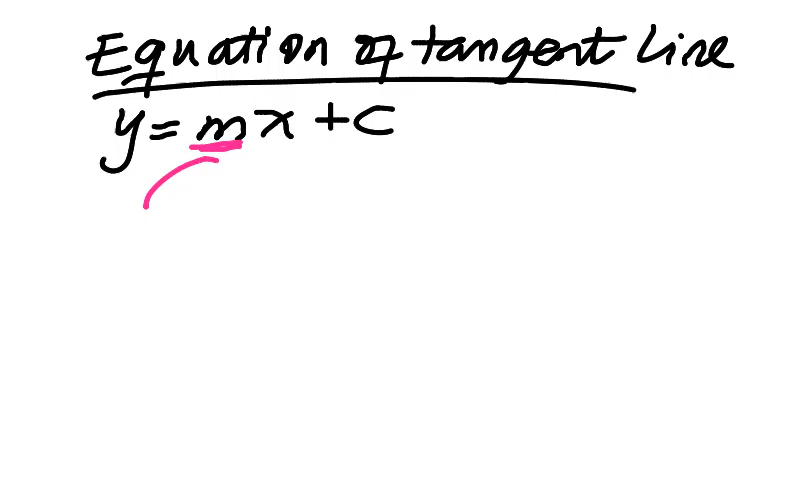 Equation of tangent Line
y = mx + c